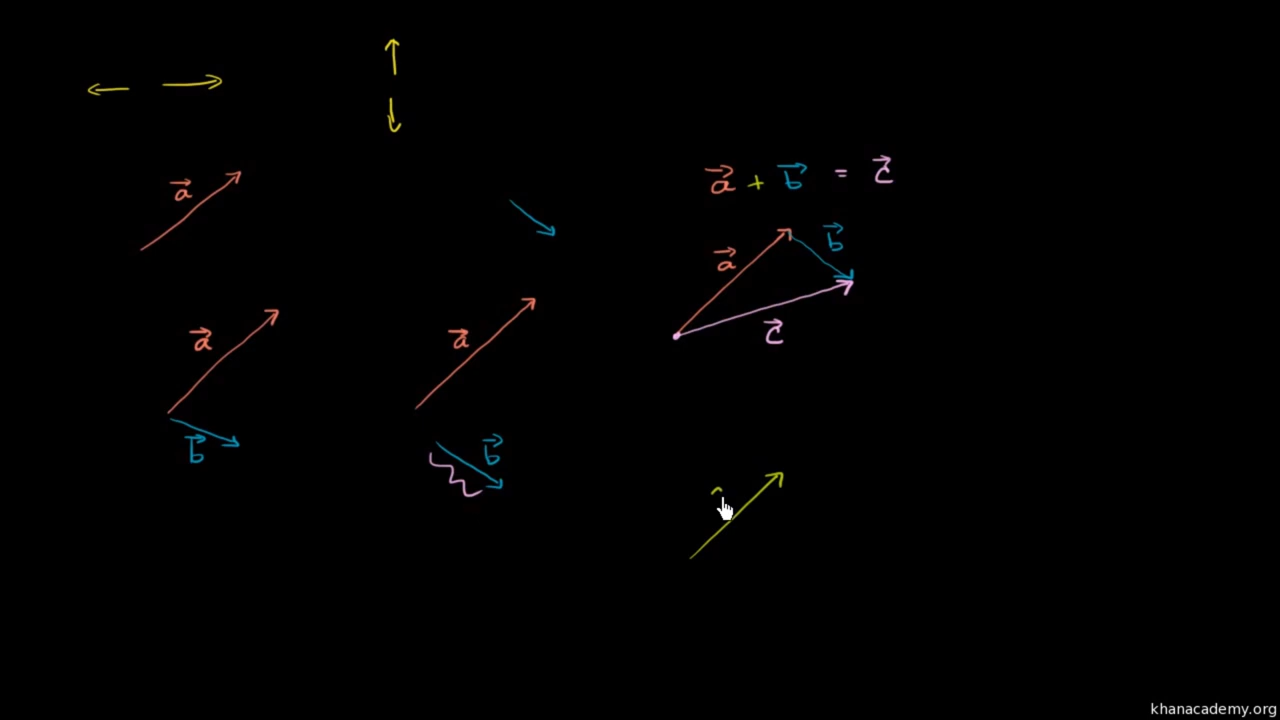 a⃗
a⃗ + b⃗ = c⃗
b⃗
a⃗
a⃗
a⃗
c⃗
b⃗
b⃗
khanacademy.org